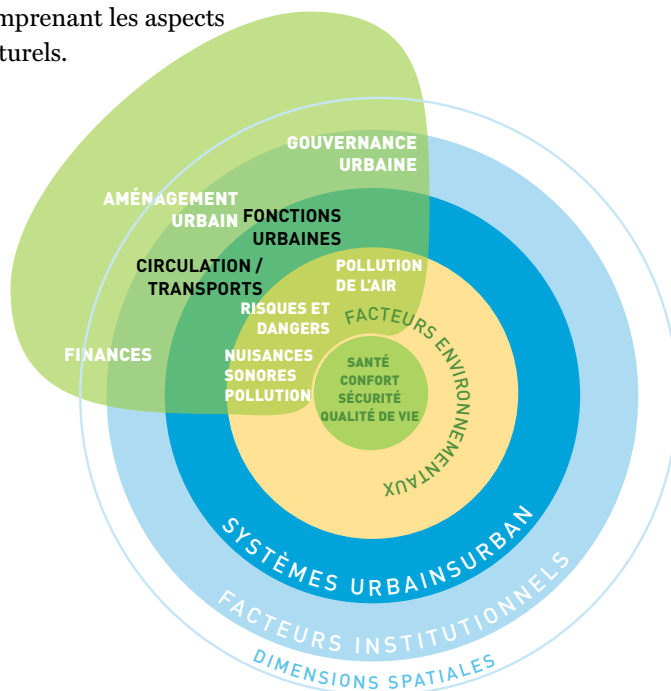 mprenant les aspects
turels.
GOUVERNANCE
URBAINE
AMÉNAGEMENT
URBAIN
FONCTIONS
URBAINES
CIRCULATION /
TRANSPORTS
POLLUTION
DE L'AIR
RISQUES ET
DANGERS
FINANCES
NUISANCES
SONORES
POLLUTION
FACTEURS ENVIRONNEMENTAUX
SANTÉ
CONFORT
SÉCURITÉ
QUALITÉ DE VIE
SYSTÈMES URBAINSURBAN
FACTEURS INSTITUTIONNELS
DIMENSIONS SPATIALES